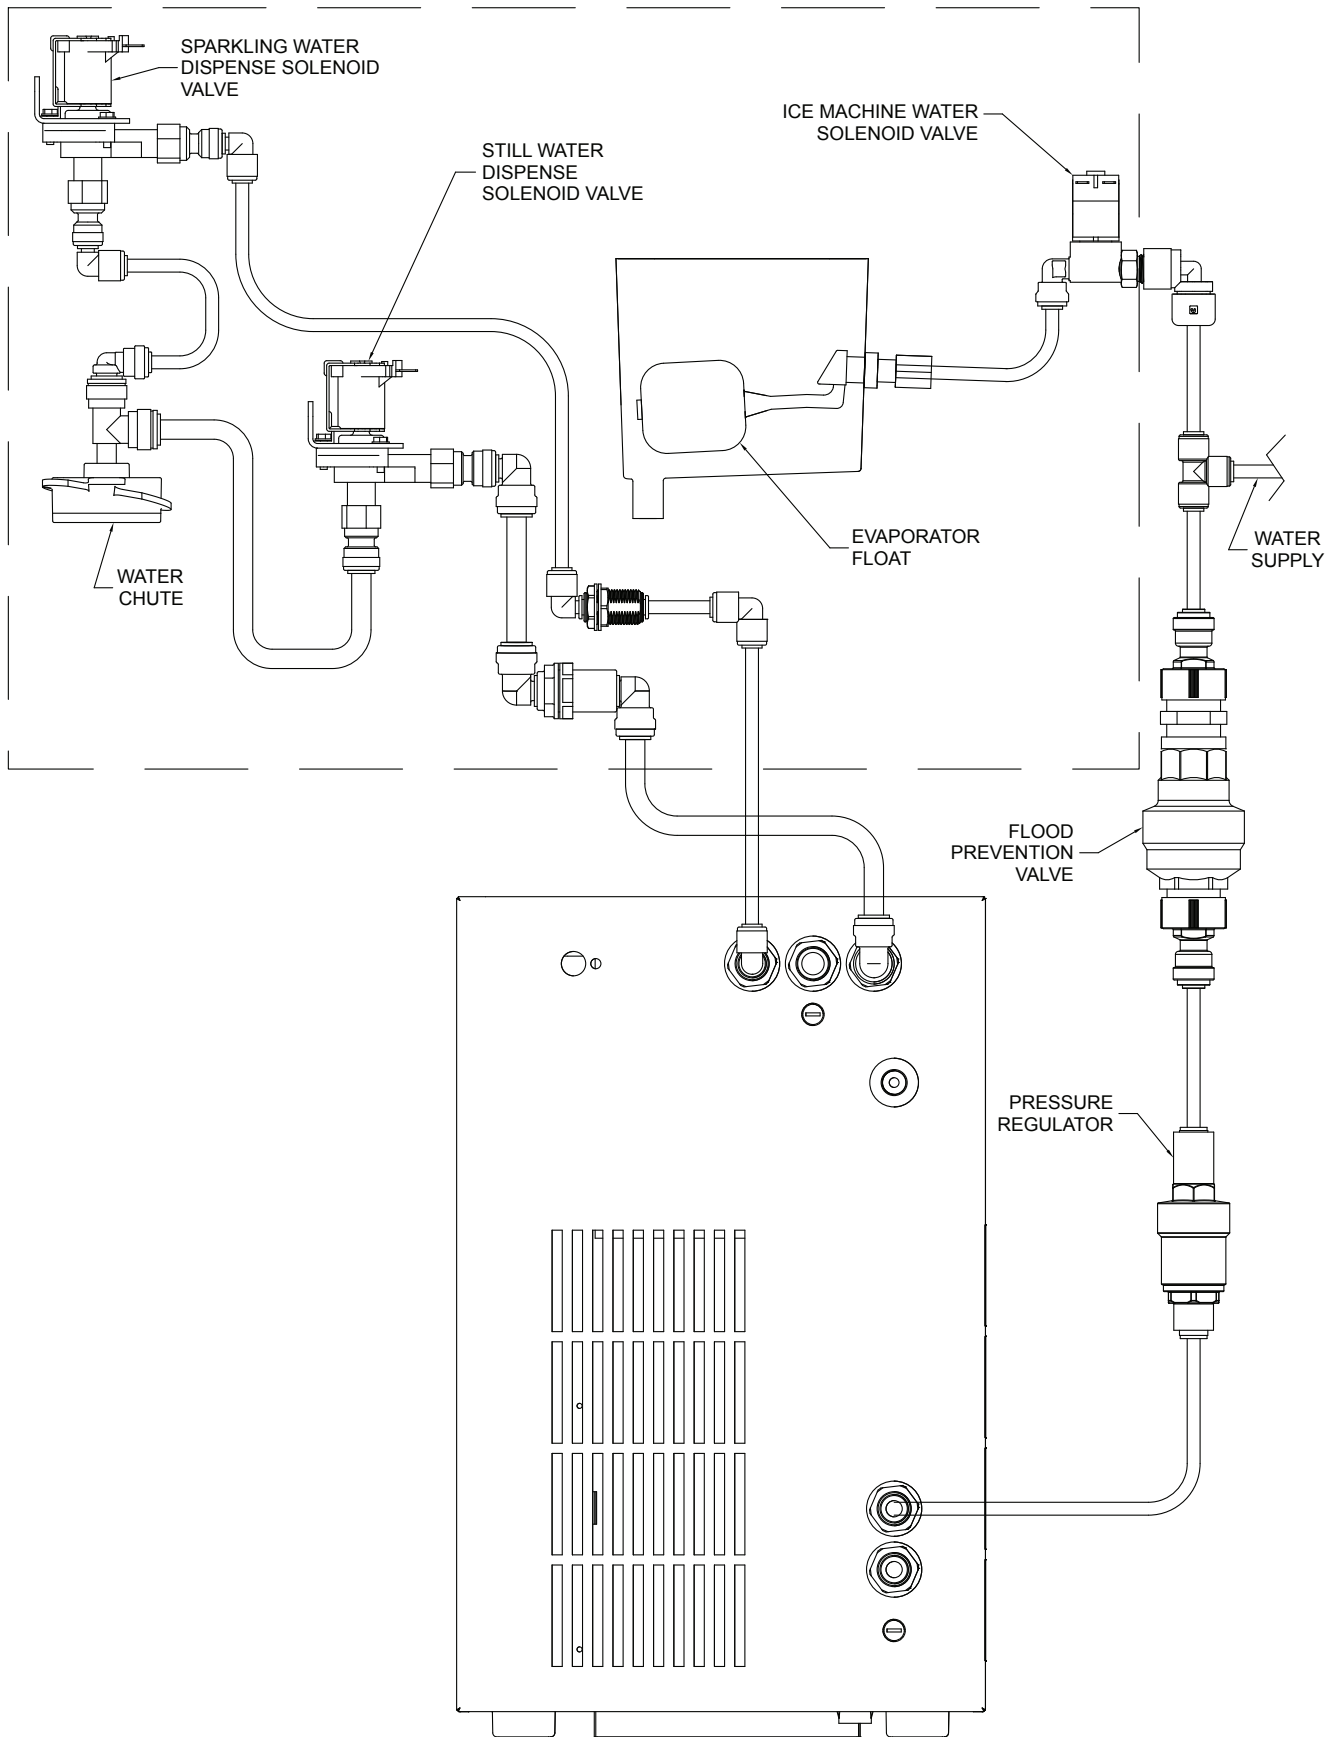 SPARKLING WATER
DISPENSE SOLENOID
VALVE
ICE MACHINE WATER
SOLENOID VALVE
STILL WATER
DISPENSE
SOLENOID VALVE
EVAPORATOR
FLOAT
WATER
SUPPLY
WATER
CHUTE
FLOOD
PREVENTION
VALVE
PRESSURE
REGULATOR